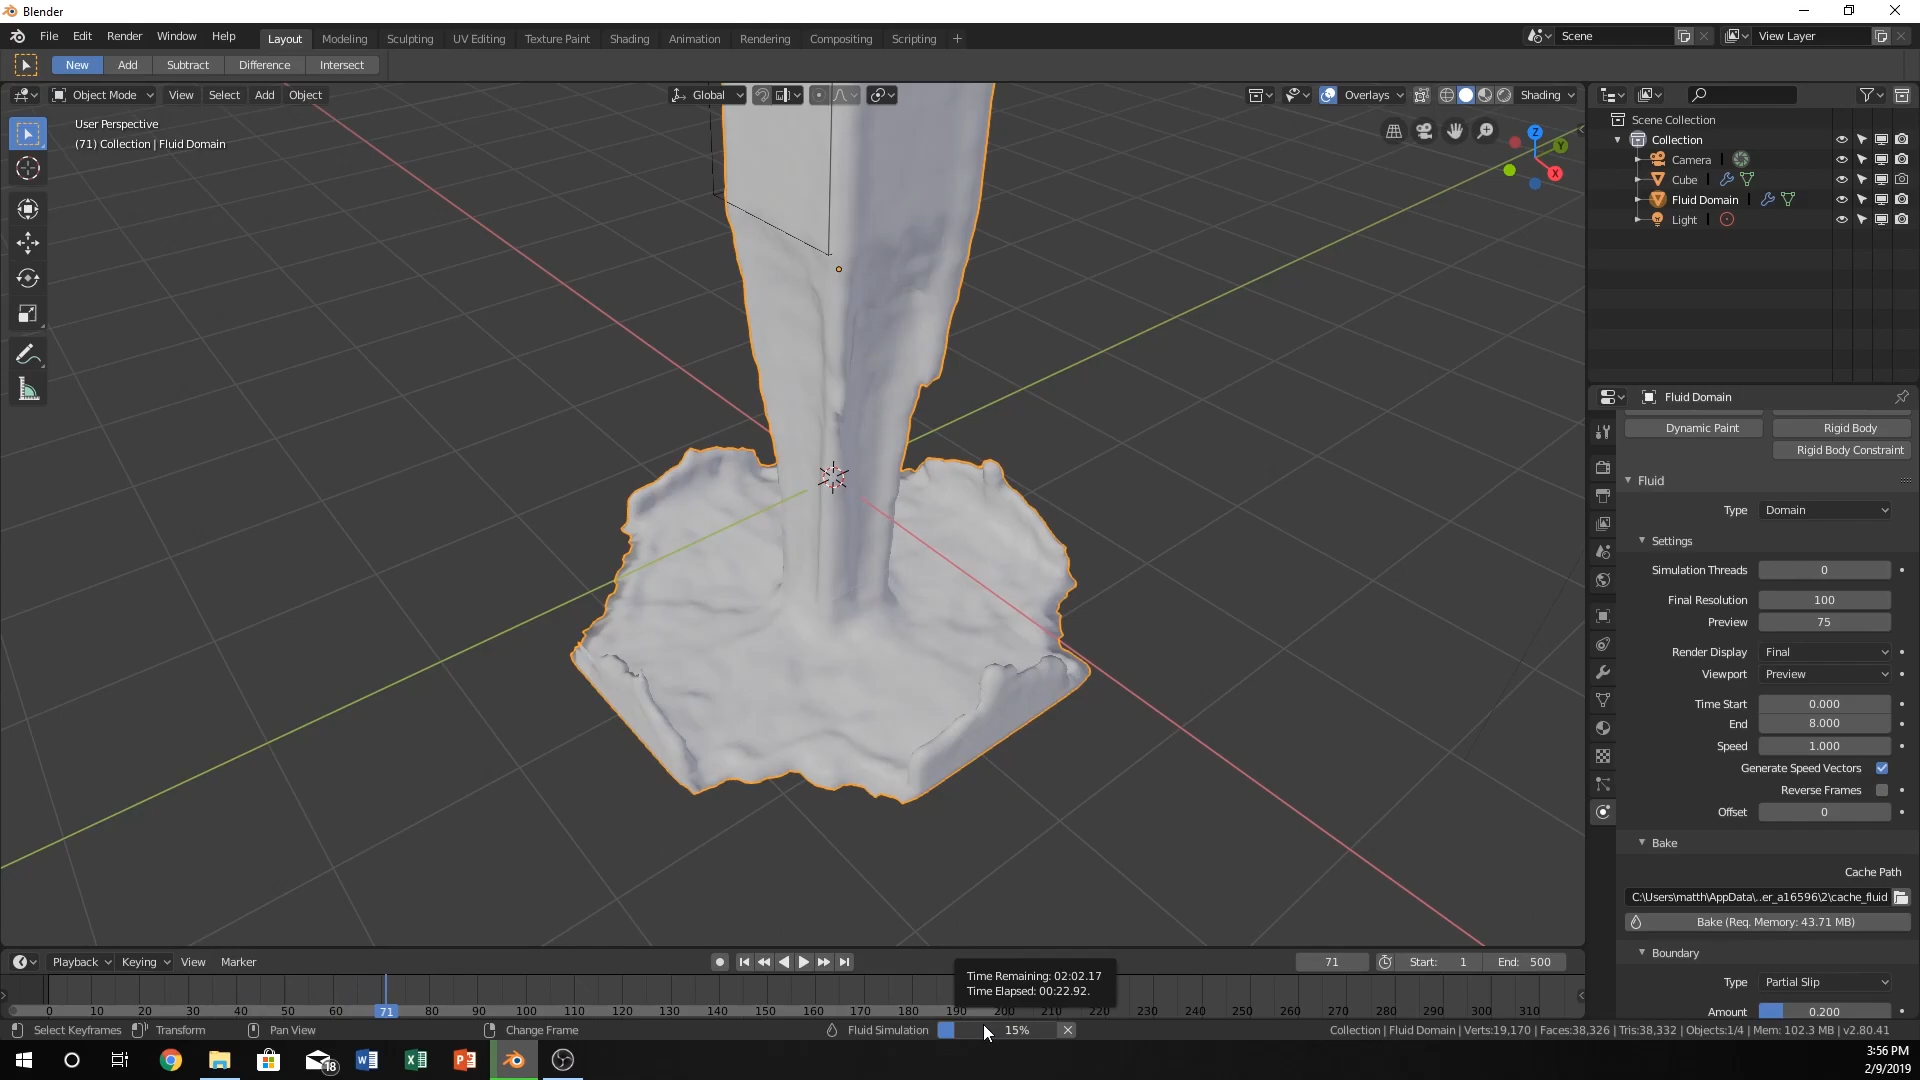 Blender
File Edit Render Window Help
Layout Modeling Sculpting UV Editing Texture Paint Shading Animation Rendering Compositing Scripting +
Scene
View Layer
New Add Subtract Difference Intersect
Object Mode View Select Add Object
Global
Overlays
Shading
User Perspective
(71) Collection | Fluid Domain
Z
Y
X
Scene Collection
Collection
Camera
Cube
Fluid Domain
Light
Fluid Domain
Dynamic Paint
Rigid Body
Rigid Body Constraint
Fluid
Type Domain
Settings
Simulation Threads 0
Final Resolution 100
Preview 75
Render Display Final
Viewport Preview
Time Start 0.000
End 8.000
Speed 1.000
Generate Speed Vectors
Reverse Frames
Offset 0
Bake
Cache Path
C:\Users\matth\AppData\..er_a16596\2\cache_fluid
Bake (Req. Memory: 43.71 MB)
Boundary
Type Partial Slip
Amount 0.200
Playback Keying View Marker
71
Start: 1
End: 500
Time Remaining: 02:02.17
Time Elapsed: 00:22.92.
0 10 20 30 40 50 60 71 80 90 100 110 120 130 140 150 160 170 180 190 200 210 220 230 240 250 260 270 280 290 300 310
Select Keyframes Transform Pan View Change Frame
Fluid Simulation 15%
Collection | Fluid Domain | Verts:19,170 | Faces:38,326 | Tris:38,332 | Objects:1/4 | Mem: 102.3 MB | v2.80.41
18
3:56 PM
2/9/2019